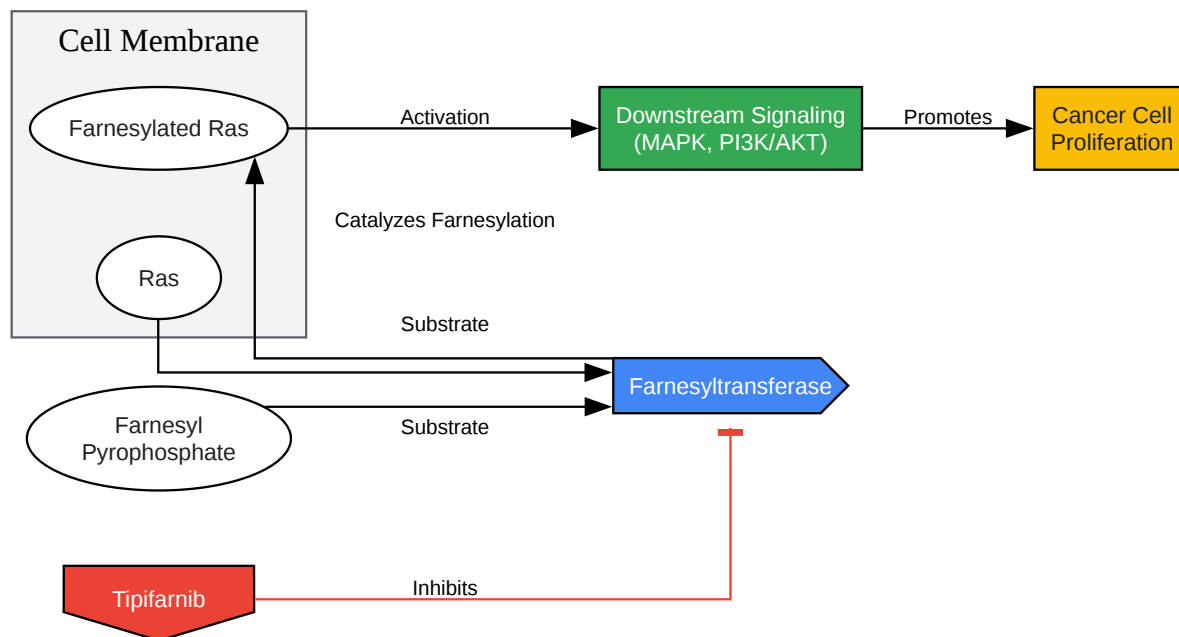 Cell Membrane
Farnesylated Ras
Activation
Downstream Signaling
(MAPK, PI3K/AKT)
Promotes
Cancer Cell
Proliferation
Catalyzes Farnesylation
Ras
Substrate
Farnesyltransferase
Farnesyl
Pyrophosphate
Substrate
Tipifarnib
Inhibits